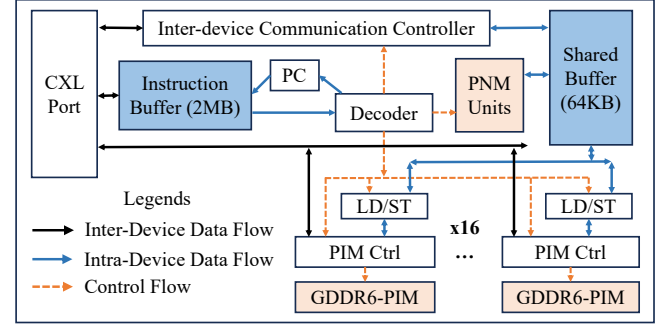 Inter-device Communication Controller
CXL
Port
Instruction
Buffer (2MB)
PC
Decoder
PNM
Units
Shared
Buffer
(64KB)
Legends
Inter-Device Data Flow
Intra-Device Data Flow
Control Flow
LD/ST
LD/ST
x16
PIM Ctrl
...
PIM Ctrl
GDDR6-PIM
GDDR6-PIM